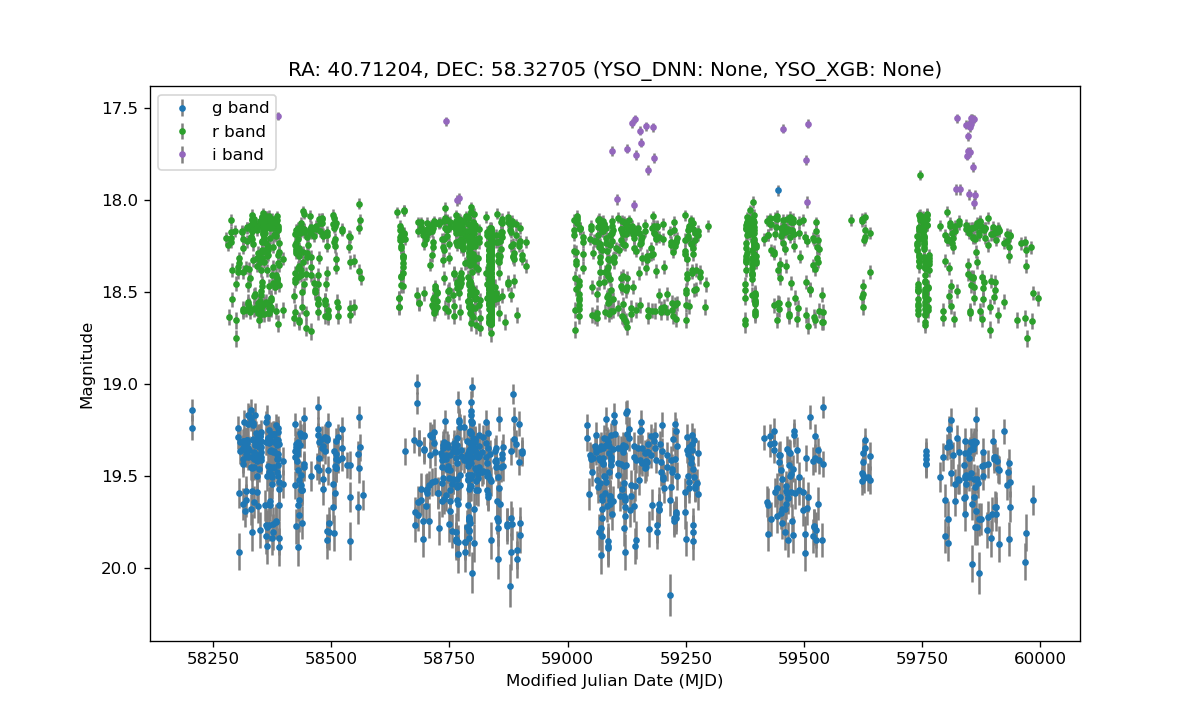 RA: 40.71204, DEC: 58.32705 (YSO_DNN: None, YSO_XGB: None)
g band
r band
i band
17.5
18.0
18.5
19.0
19.5
20.0
Magnitude
58250 58500 58750 59000 59250 59500 59750 60000
Modified Julian Date (MJD)